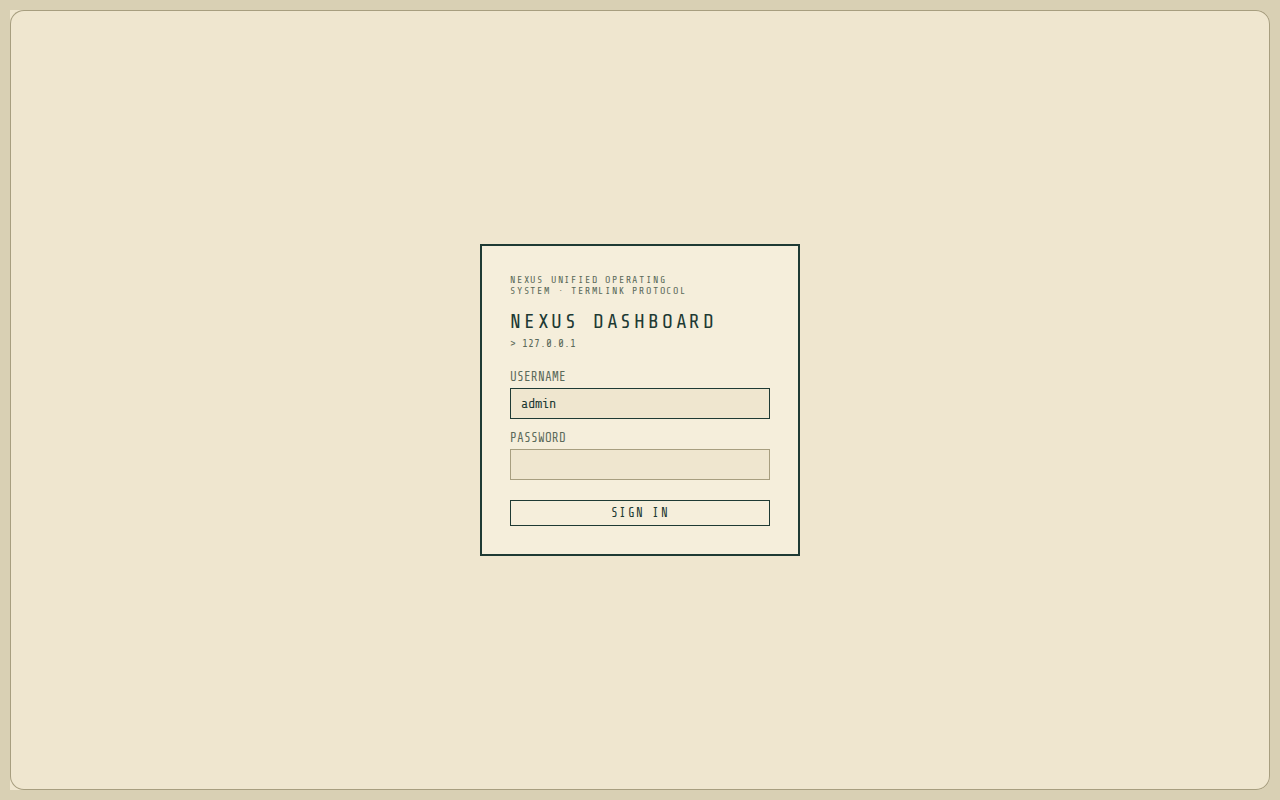 NEXUS UNIFIED OPERATING
SYSTEM · TERMLINK PROTOCOL
NEXUS DASHBOARD
> 127.0.0.1
USERNAME
admin
PASSWORD
SIGN IN